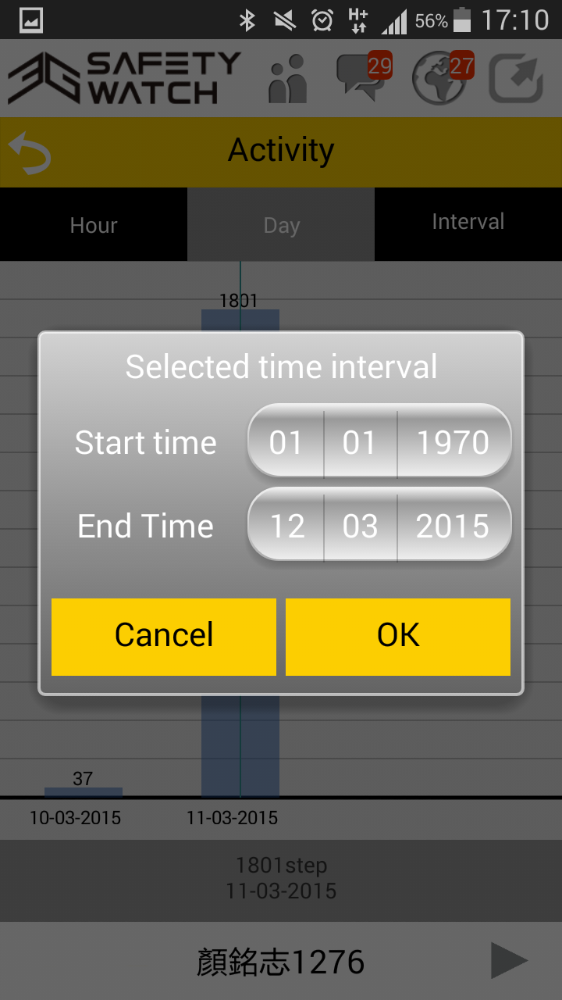 H+
56%
17:10
3G SAFETY
WATCH
29
27
Activity
Hour
Day
Interval
1801
Selected time interval
Start time
01 01 1970
End Time
12 03 2015
Cancel
OK
37
10-03-2015
11-03-2015
1801step
11-03-2015
顏銘志1276